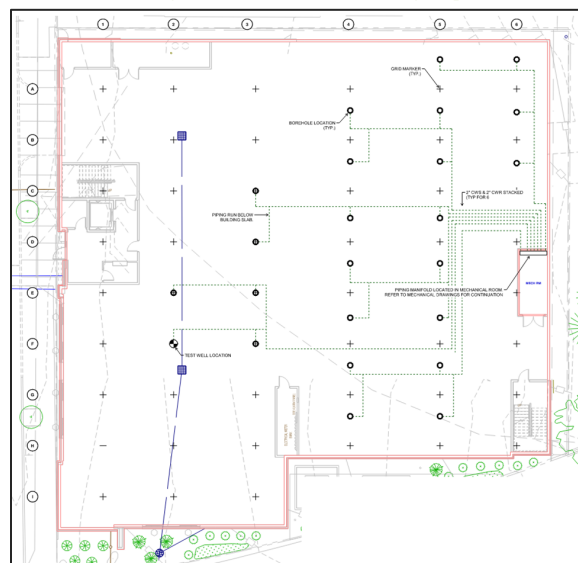 1 2 3 4 5 6
A
B
C
D
E
F
G
H
I
GRID MARKER
(TYP.)
BOREHOLE LOCATION
(TYP.)
2" CWS & 2" CWR STACKED
(TYP FOR 6
PIPING RUN BELOW
BUILDING SLAB.
PIPING MANIFOLD LOCATED IN MECHANICAL ROOM
REFER TO MECHANICAL DRAWINGS FOR CONTINUATION
MECH RM
TEST WELL LOCATION